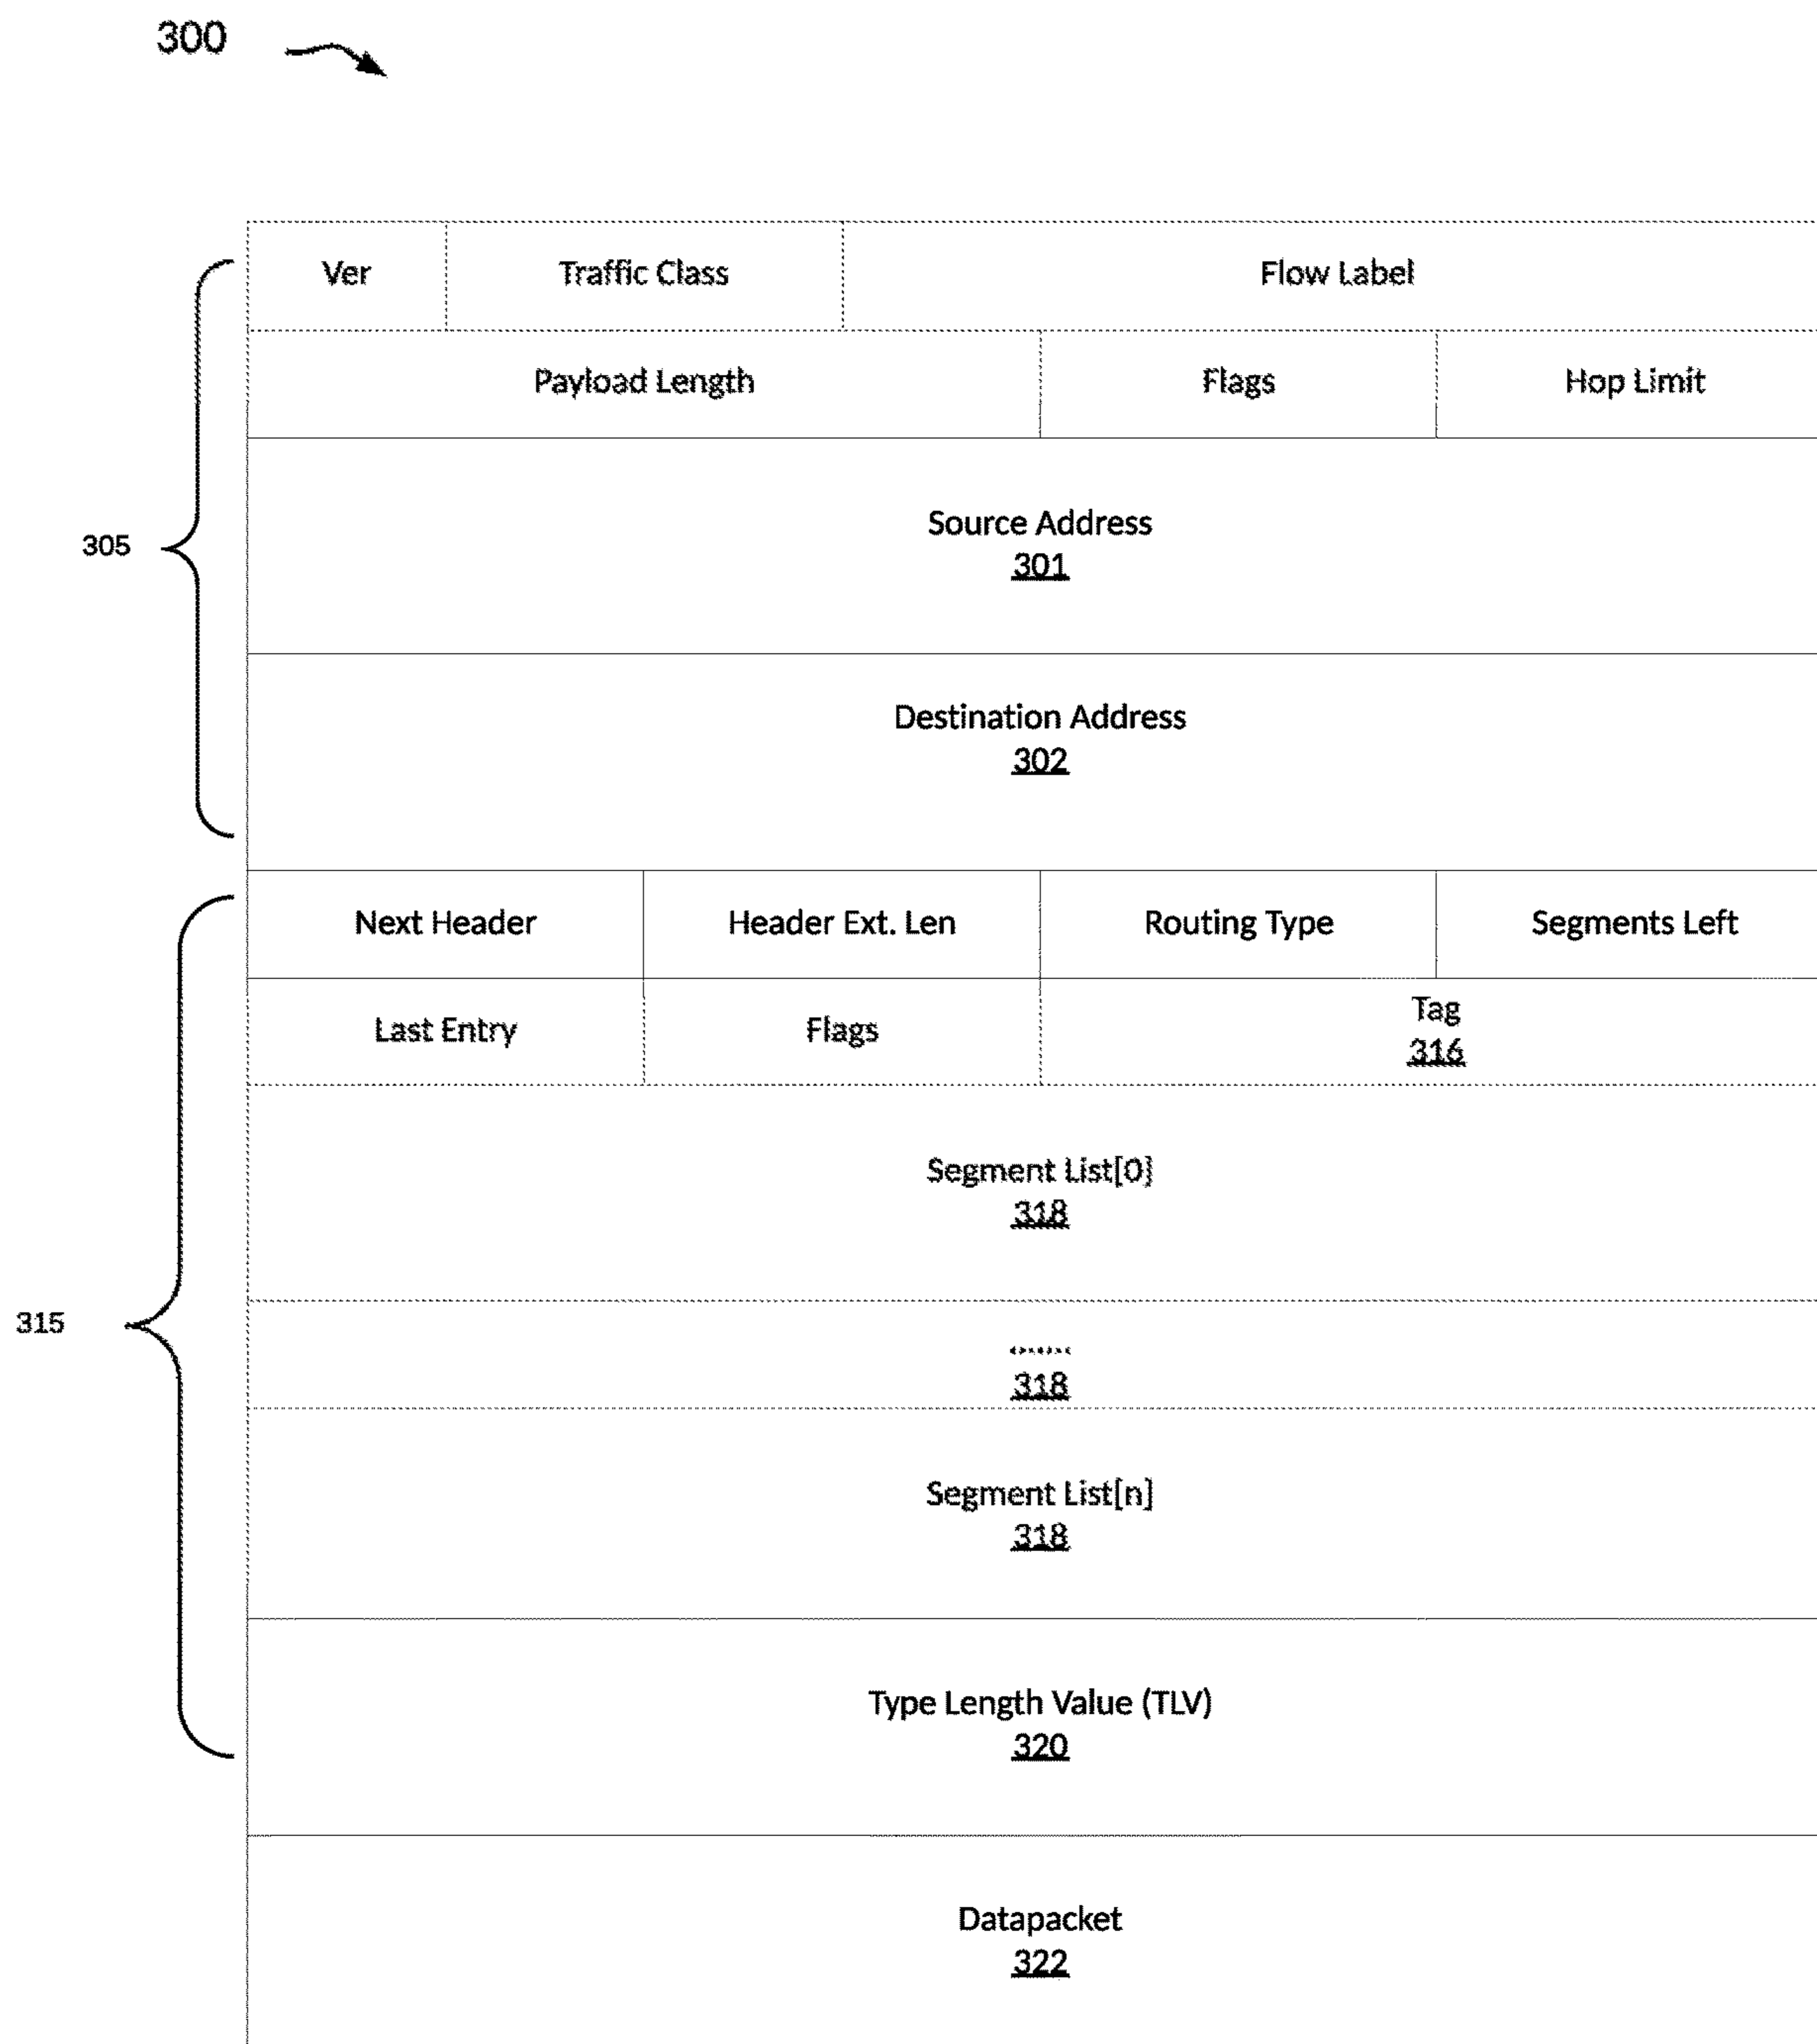 300
Ver Traffic Class Flow Label
Payload Length Flags Hop Limit
Source Address
301
305
Destination Address
302
Next Header Header Ext. Len Routing Type Segments Left
Last Entry Flags Tag
316
Segment List[0]
318
315
......
318
Segment List[n]
318
Type Length Value (TLV)
320
Datapacket
322